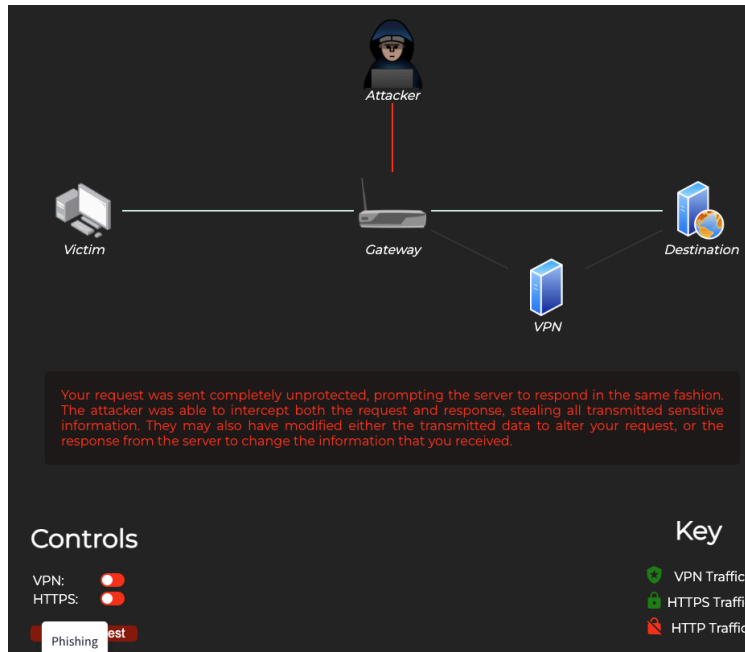 Attacker
Victim
Gateway
Destination
VPN
Your request was sent completely unprotected, prompting the server to respond in the same fashion.
The attacker was able to intercept both the request and response, stealing all transmitted sensitive
information. They may also have modified either the transmitted data to alter your request, or the
response from the server to change the information that you received.
Controls
VPN:
HTTPS:
est
Phishing
Key
VPN Traffic
HTTPS Traffi
HTTP Traffic